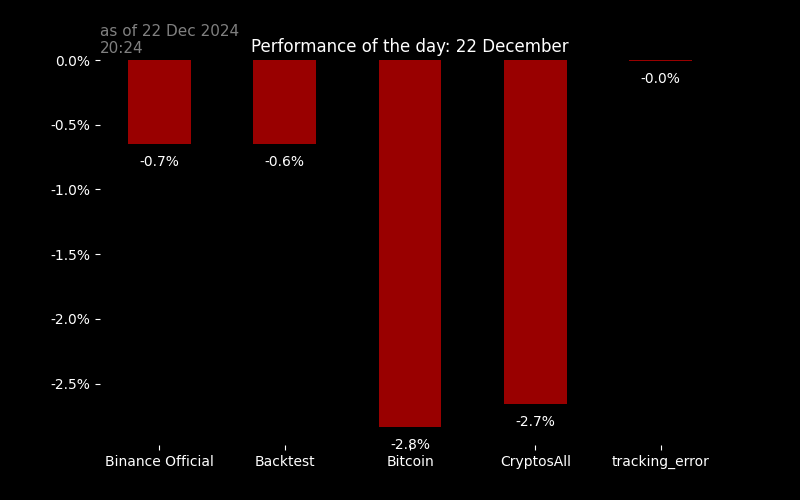 as of 22 Dec 2024
20:24
Performance of the day: 22 December
0.0%
-0.5%
-1.0%
-1.5%
-2.0%
-2.5%
-0.7%
-0.6%
-2.8%
-2.7%
-0.0%
Binance Official
Backtest
Bitcoin
CryptosAll
tracking_error